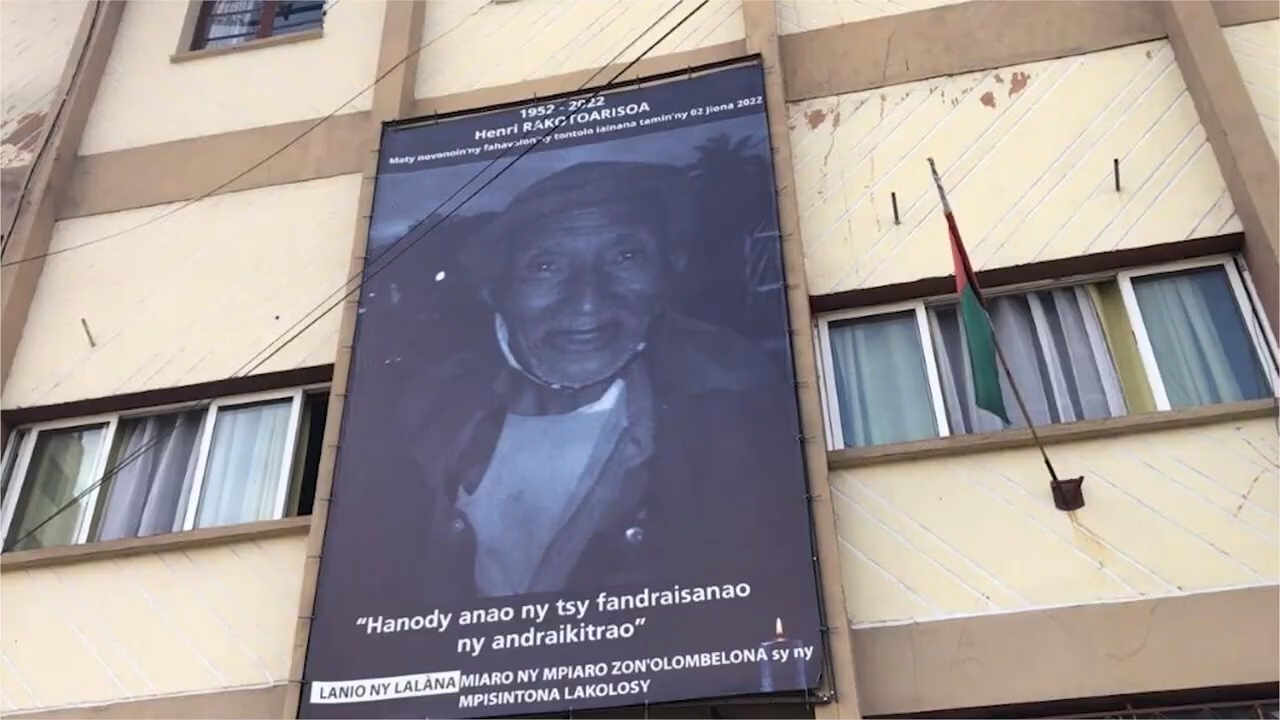 1952 - 2022
Henri RAKOTOARISOA
Maty novonoin'ny fahavalon'ny tontolo iainana tamin'ny 02 Jiona 2022
“Hanody anao ny tsy fandraisanao
ny andraikitrao”
LANIO NY LALÀNA MIARO NY MPIARO ZON'OLOMBELONA sy ny
MPISINTONA LAKOLOSY